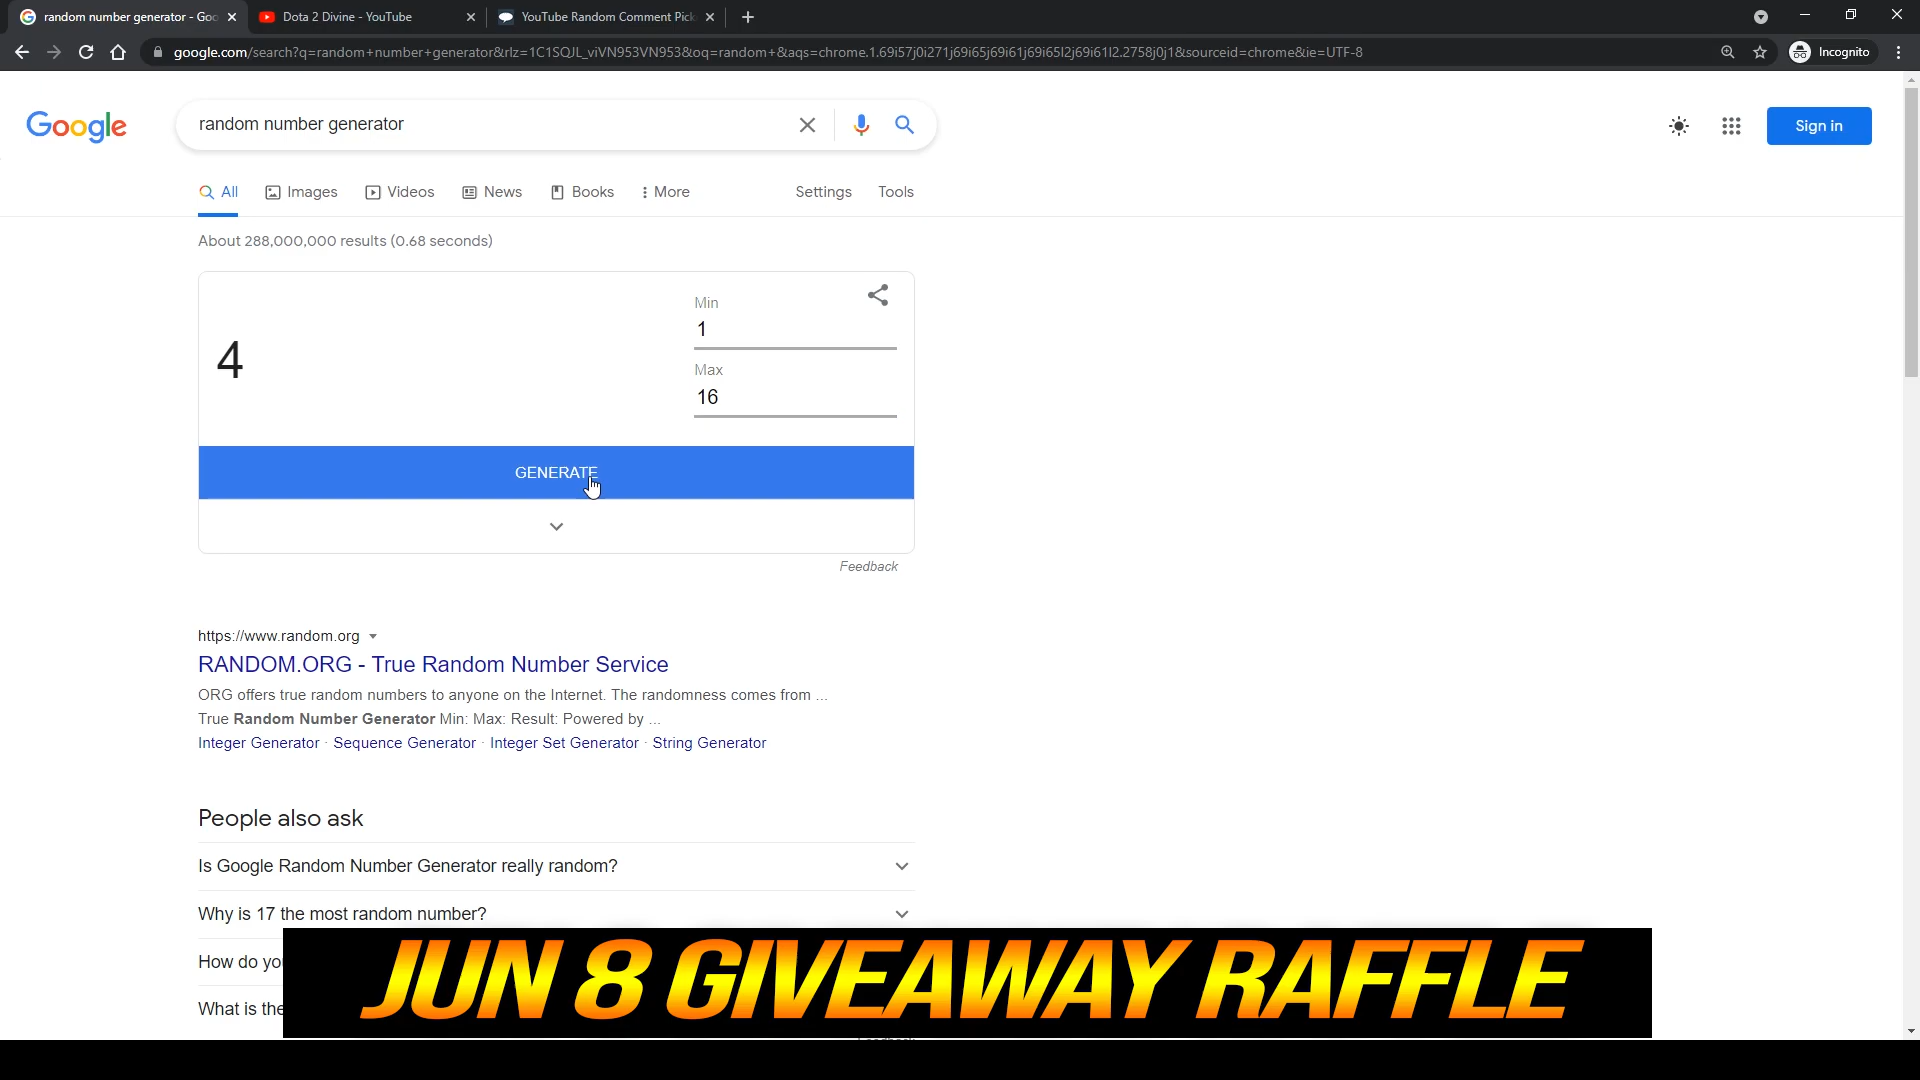 random number generator - Goo
Dota 2 Divine - YouTube
YouTube Random Comment Pick
google.com/search?q=random+number+generator&rlz=1C1SQJL_viVN953VN953&oq=random+&aqs=chrome.1.69i57j0i271j69i65j69i61j69i65l2j69i61l2.2758j0j1&sourceid=chrome&ie=UTF-8
Incognito
Google
random number generator
Sign in
All
Images
Videos
News
Books
More
Settings
Tools
About 288,000,000 results (0.68 seconds)
4
Min
1
Max
16
GENERATE
Feedback
https://www.random.org
RANDOM.ORG - True Random Number Service
ORG offers true random numbers to anyone on the Internet. The randomness comes from ...
True Random Number Generator Min: Max: Result: Powered by ...
Integer Generator · Sequence Generator · Integer Set Generator · String Generator
People also ask
Is Google Random Number Generator really random?
Why is 17 the most random number?
How do yo
What is the
JUN 8 GIVEAWAY RAFFLE